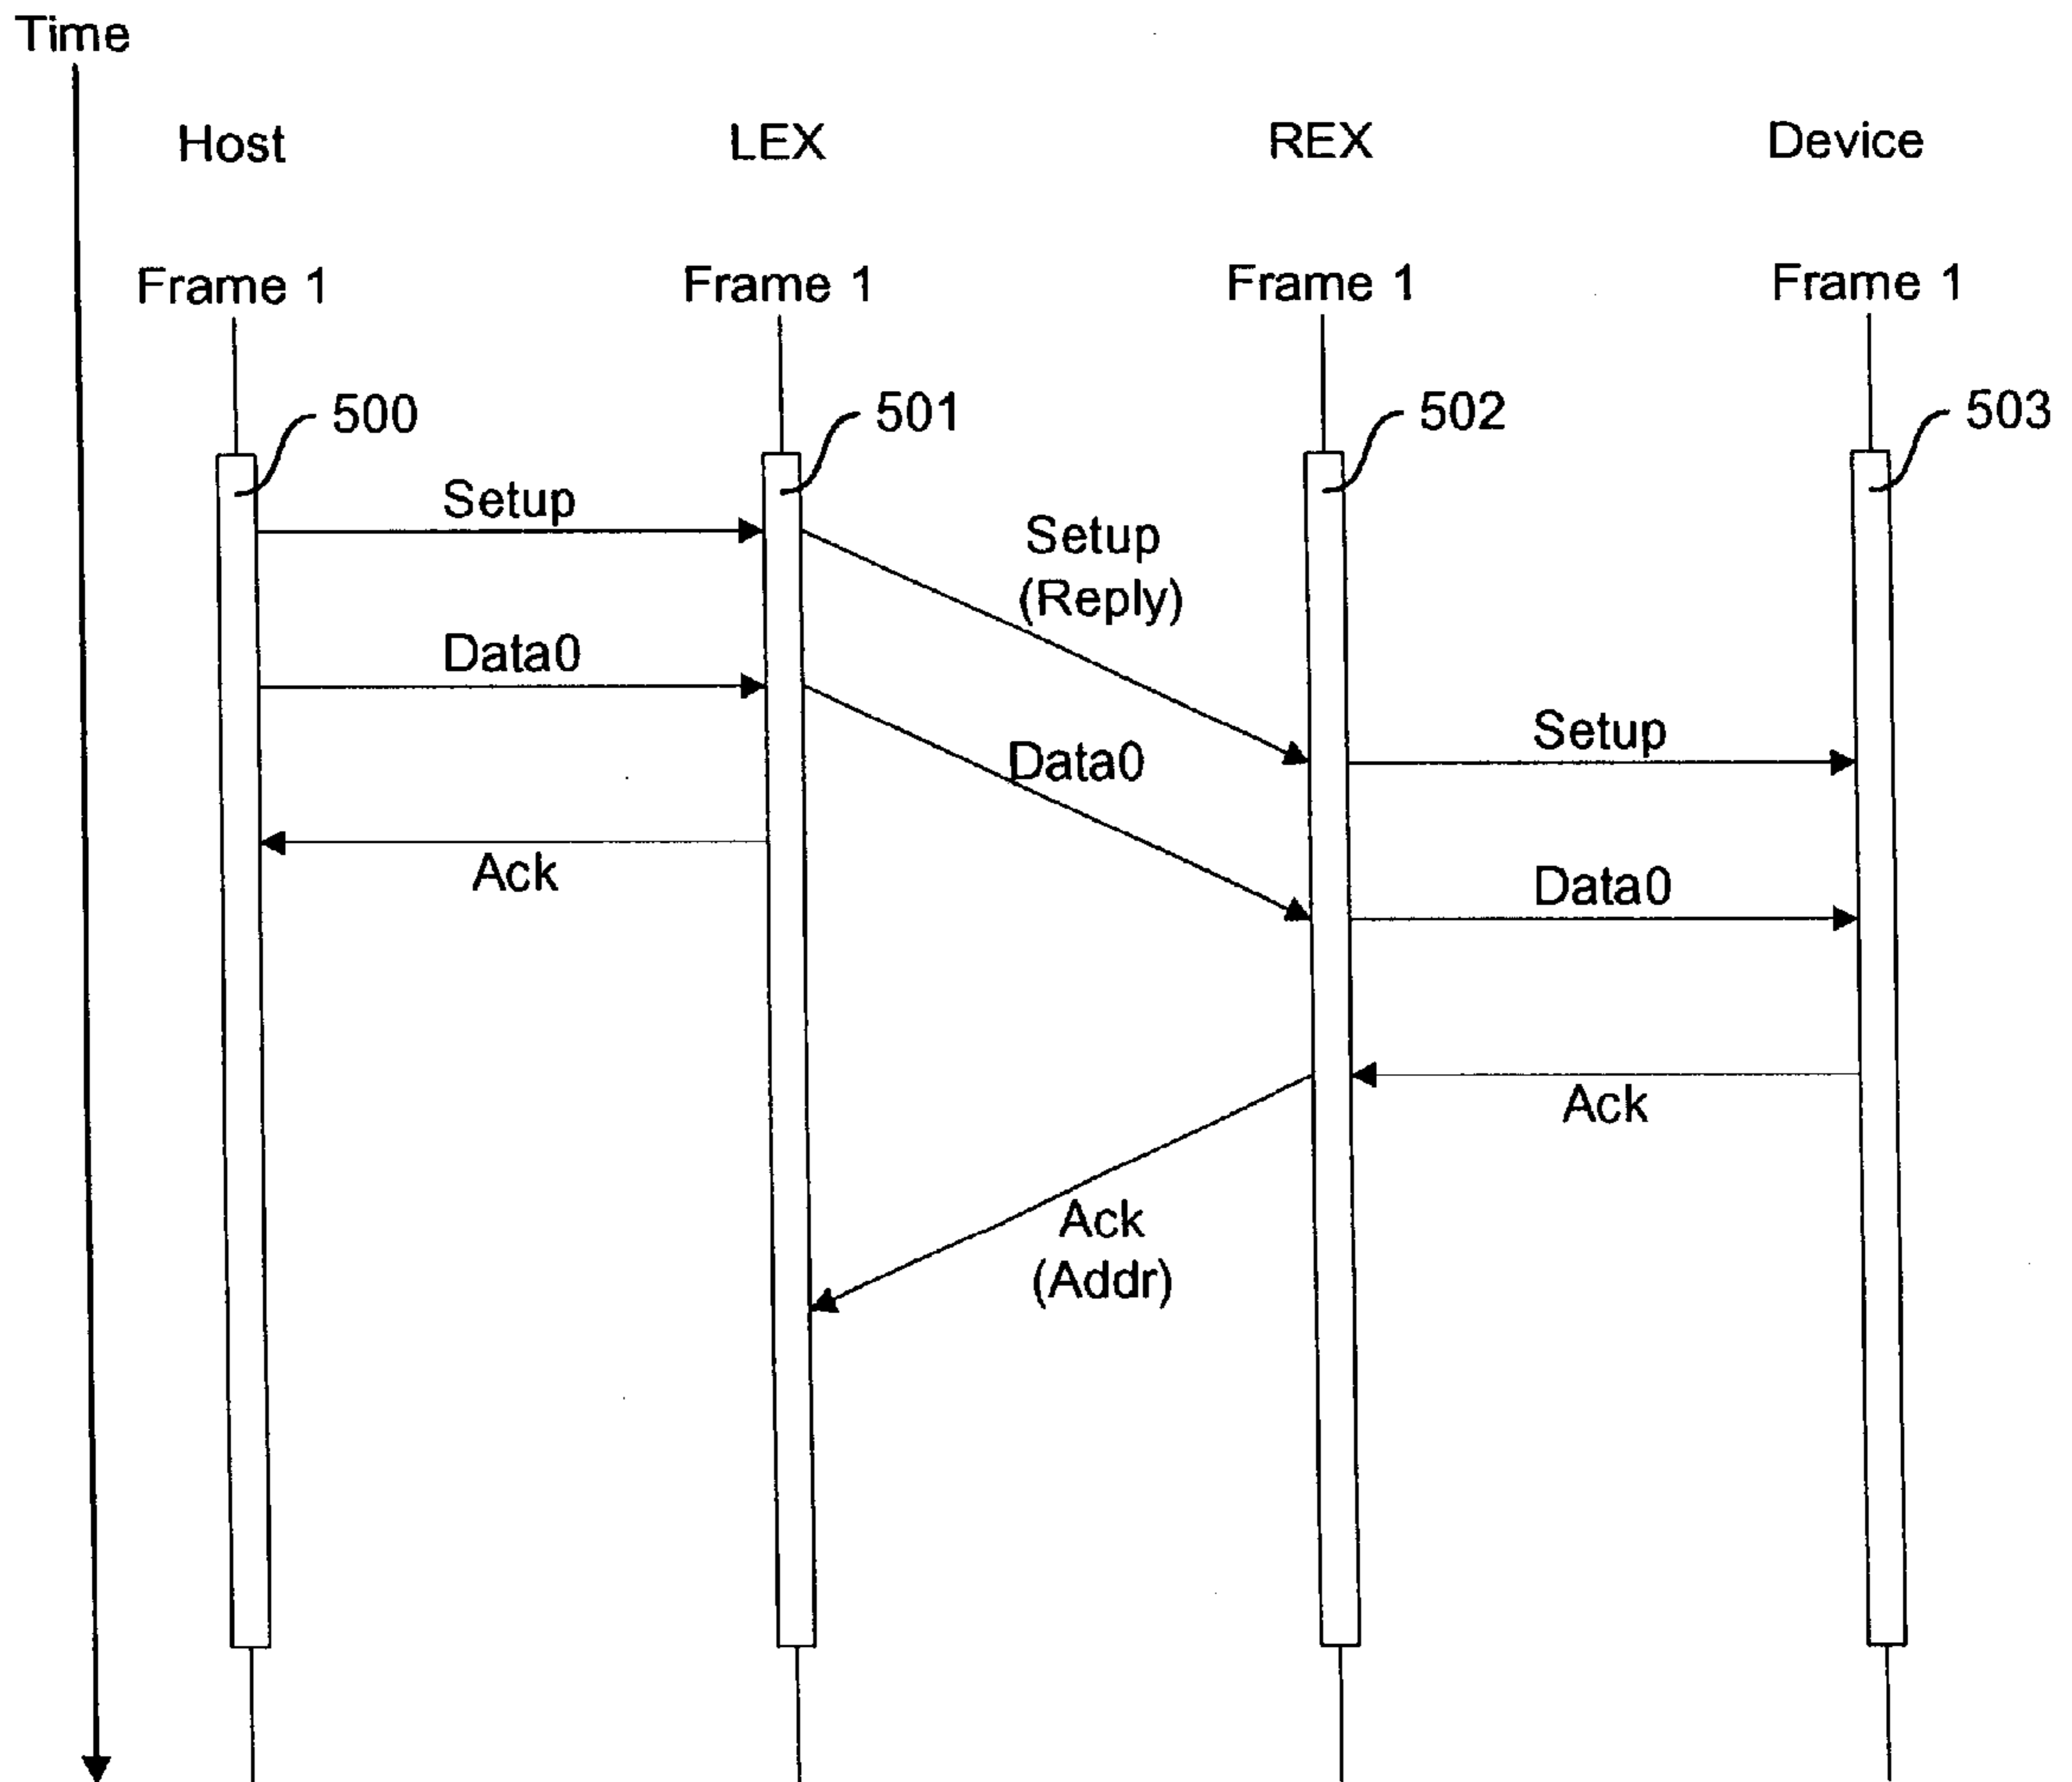 Time
Host
LEX
REX
Device
Frame 1
Frame 1
Frame 1
Frame 1
500
501
502
503
Setup
Setup
(Reply)
Data0
Setup
Data0
Ack
Data0
Ack
Ack
(Addr)